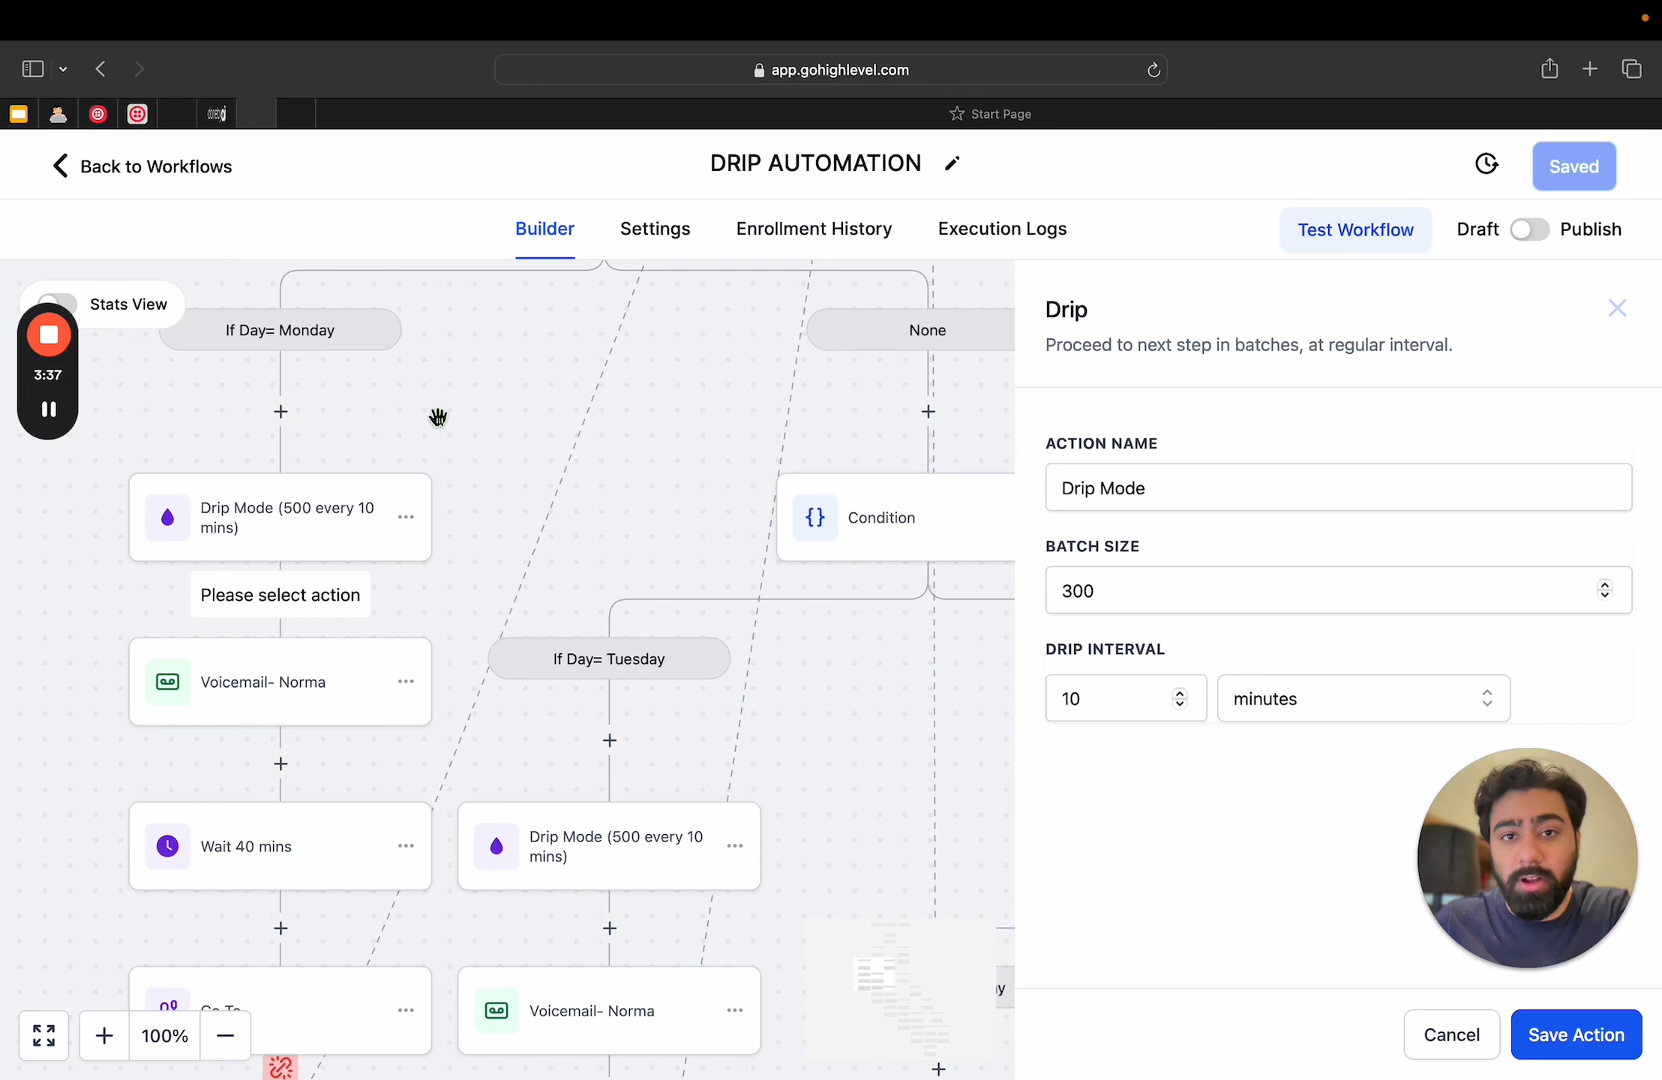 app.gohighlevel.com
Start Page
Back to Workflows
DRIP AUTOMATION
Saved
Builder
Settings
Enrollment History
Execution Logs
Test Workflow
Draft
Publish
Stats View
3:37
If Day= Monday
None
Drip Mode (500 every 10
mins)
Please select action
Condition
Voicemail- Norma
If Day= Tuesday
Wait 40 mins
Drip Mode (500 every 10
mins)
Voicemail- Norma
100%
Drip
Proceed to next step in batches, at regular interval.
ACTION NAME
Drip Mode
BATCH SIZE
300
DRIP INTERVAL
10
minutes
Cancel
Save Action